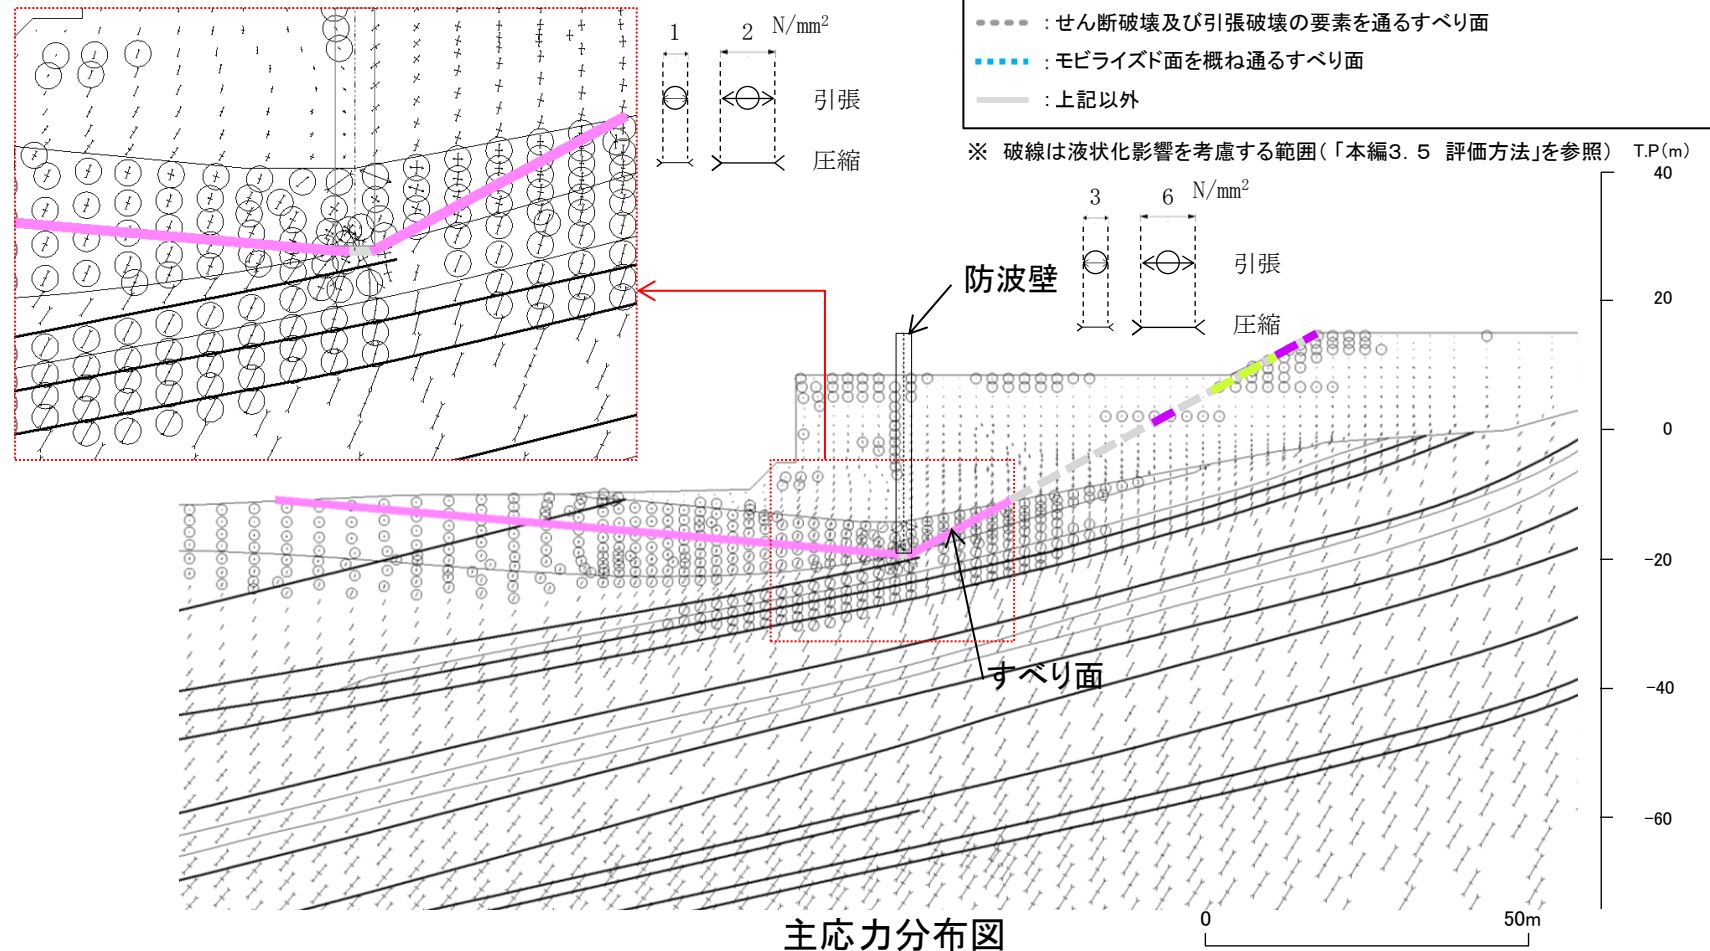 : せん断破壊及び引張破壊の要素を通るすべり面
: モビライズド面を概ね通るすべり面
: 上記以外
※ 破線は液状化影響を考慮する範囲(「本編3.5 評価方法」を参照)
1 2 N/mm²
引張
圧縮
T.P(m)
40
3 6 N/mm²
引張
圧縮
防波壁
20
0
-20
すべり面
-40
-60
主応力分布図
0 50m